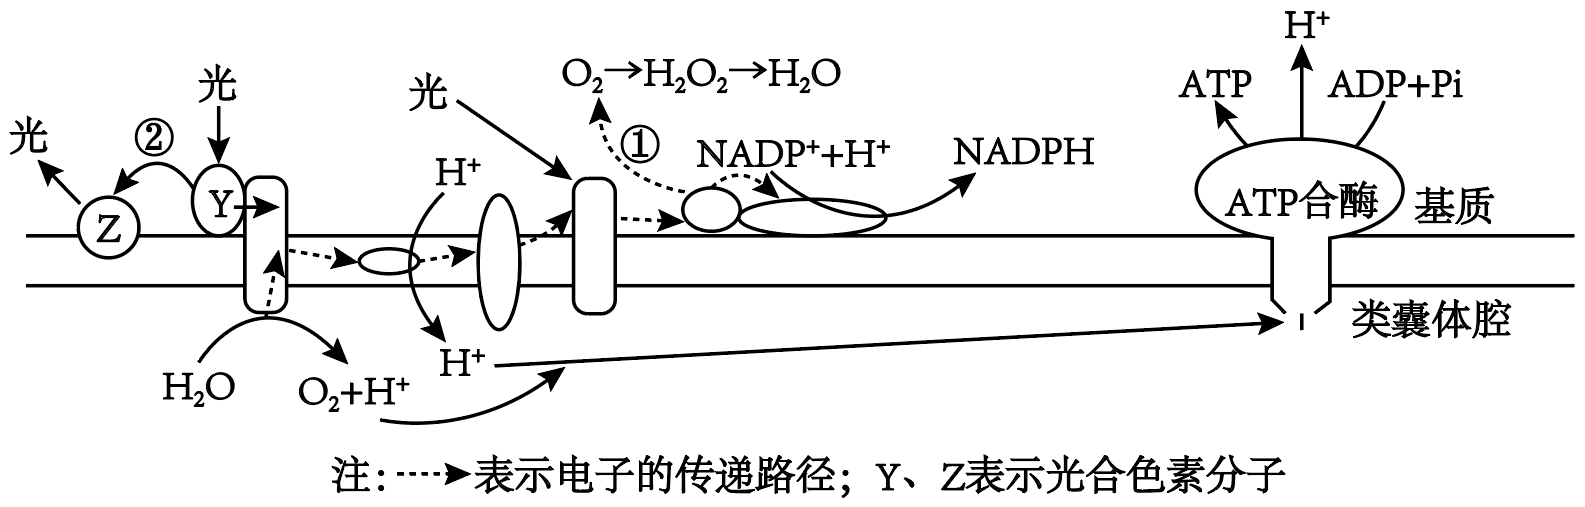 H⁺
光
O₂→H₂O₂→H₂O
光
ATP
ADP+Pi
光
②
①
NADP⁺+H⁺
NADPH
H⁺
Y
Z
ATP合酶
基质
H₂O
O₂+H⁺
H⁺
类囊体腔
注: 表示电子的传递路径；Y、Z表示光合色素分子